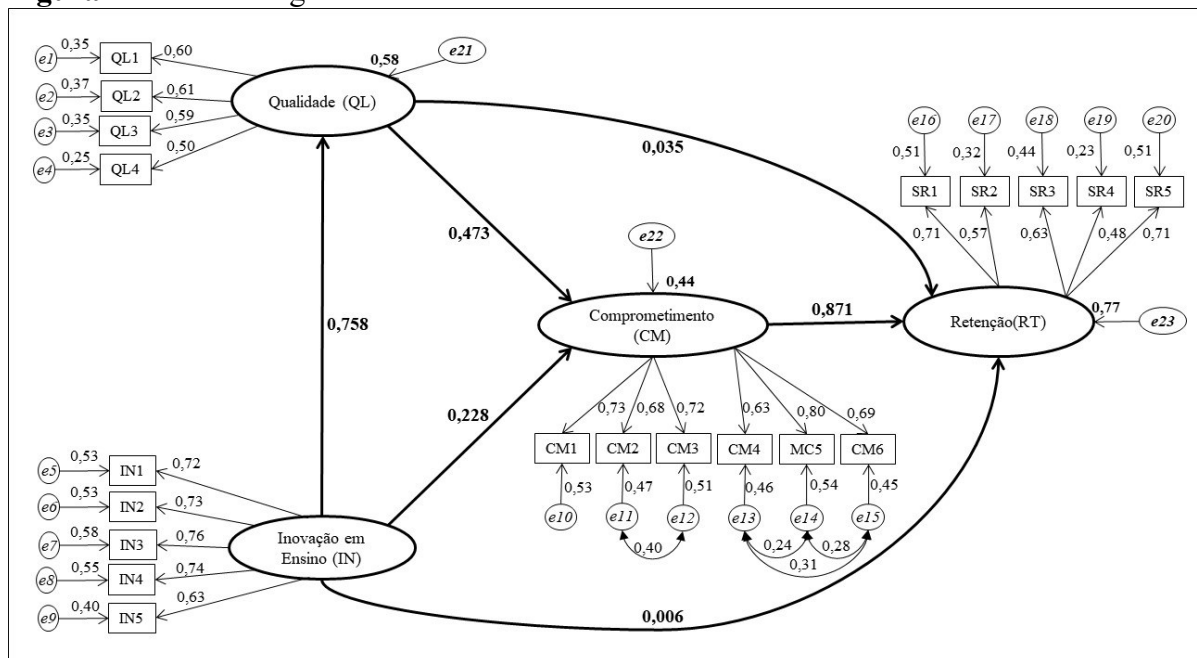 e1 0,35 QL1 0,60
e2 0,37 QL2 0,61
e3 0,35 QL3 0,59
e4 0,25 QL4 0,50
0,58 e21
Qualidade (QL)
0,035
0,473
0,758
0,228
e22
0,44
Comprometimento
(CM)
0,871
e16 e17 e18 e19 e20
0,51 0,32 0,44 0,23 0,51
SR1 SR2 SR3 SR4 SR5
0,71 0,57 0,63 0,48 0,71
Retenção(RT)
0,77
e23
0,73 0,68 0,72 0,63 0,80 0,69
CM1 CM2 CM3 CM4 MC5 CM6
0,53 0,47 0,51 0,46 0,54 0,45
e10 e11 e12 e13 e14 e15
0,40 0,24 0,28
0,31
e5 0,53 IN1 0,72
e6 0,53 IN2 0,73
e7 0,58 IN3 0,76
e8 0,55 IN4 0,74
e9 0,40 IN5 0,63
Inovação em
Ensino (IN)
0,006